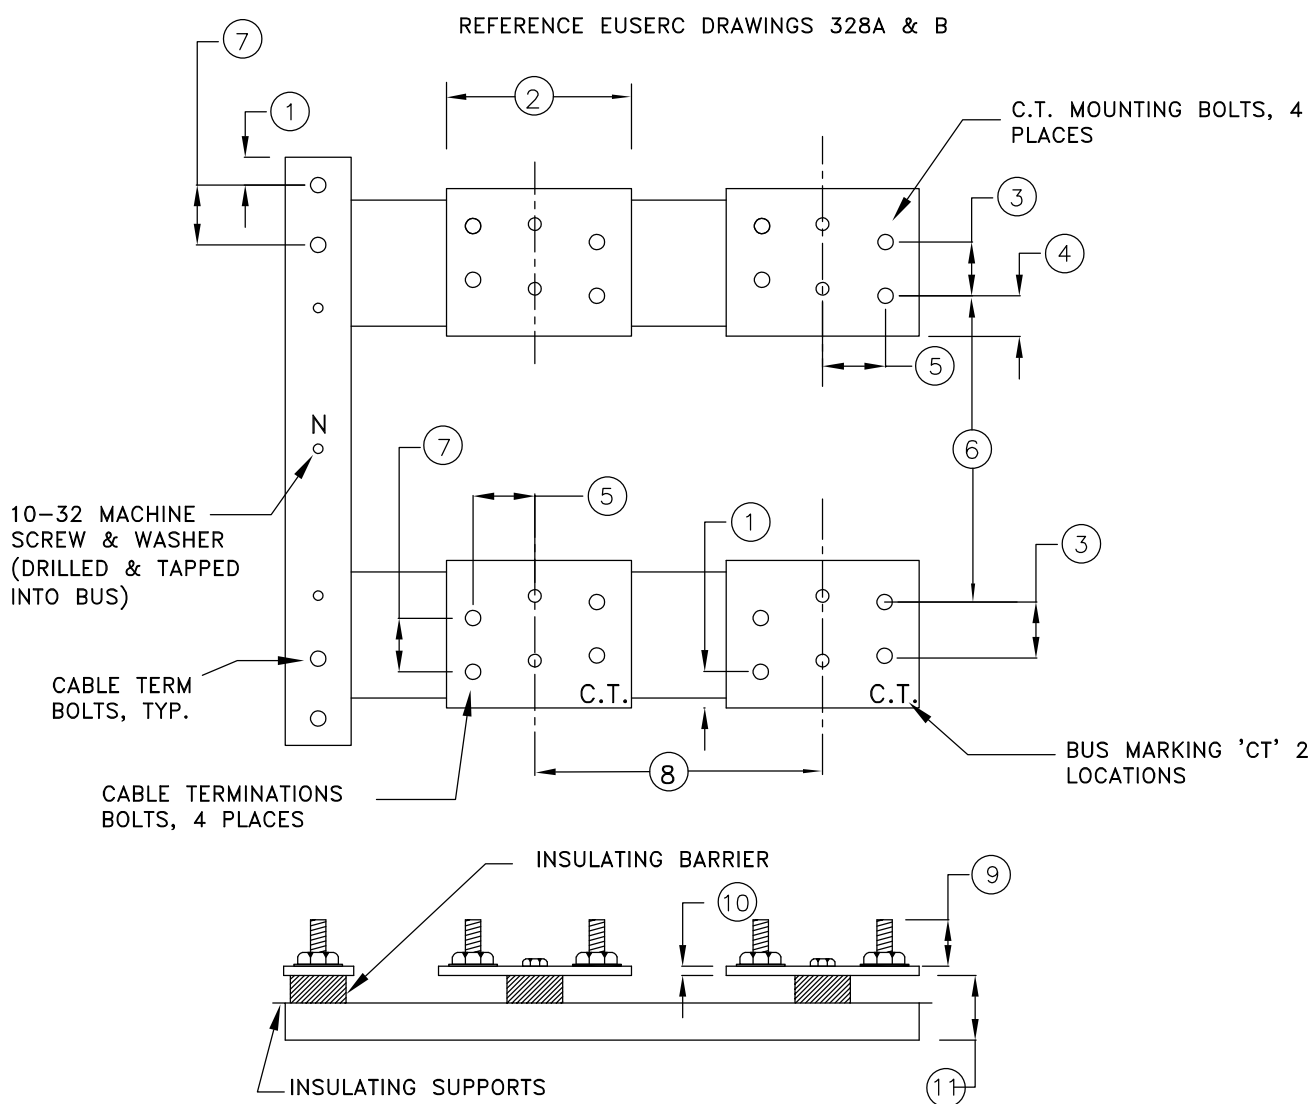 REFERENCE EUSERC DRAWINGS 328A & B
7
2
1
C.T. MOUNTING BOLTS, 4
PLACES
3
4
5
N
7
6
5
10-32 MACHINE
SCREW & WASHER
(DRILLED & TAPPED
INTO BUS)
1
3
CABLE TERM
BOLTS, TYP.
C.T.
C.T.
BUS MARKING 'CT' 2
LOCATIONS
8
CABLE TERMINATIONS
BOLTS, 4 PLACES
INSULATING BARRIER
9
10
INSULATING SUPPORTS
11